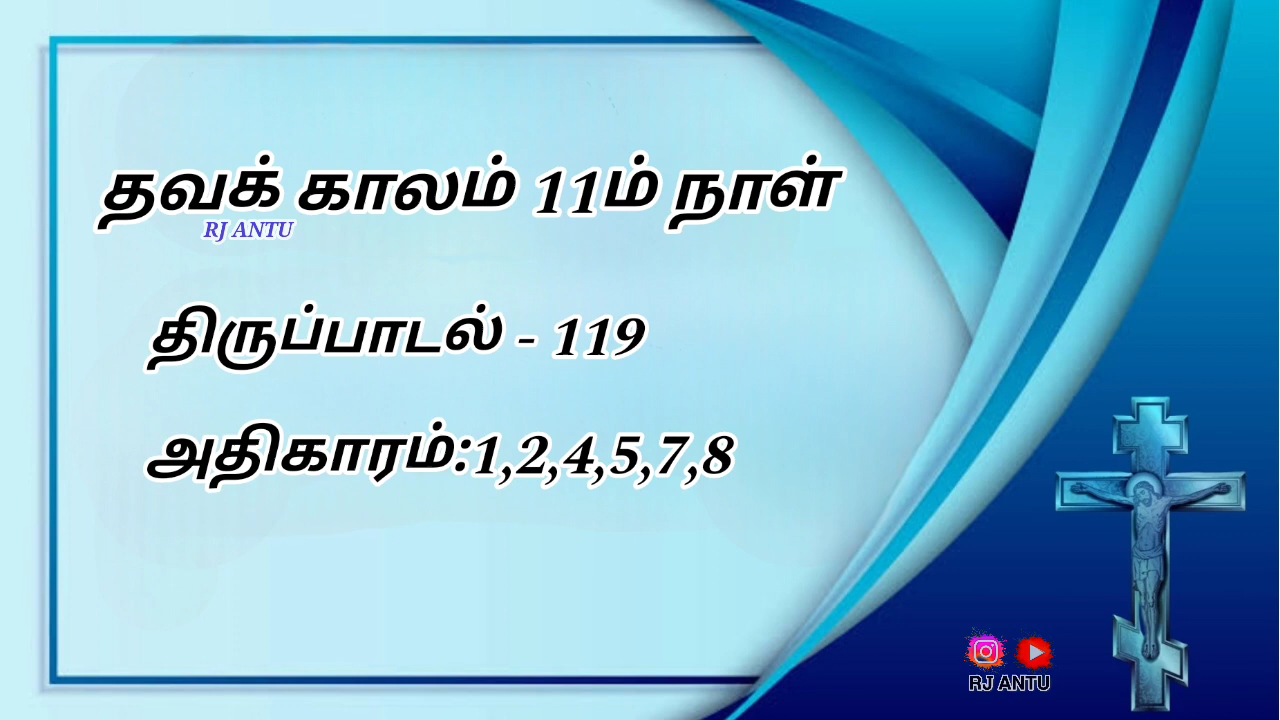 தவக் காலம் 11ம் நாள்
RJ ANTU
திருப்பாடல் - 119
அதிகாரம்:1,2,4,5,7,8
RJ ANTU